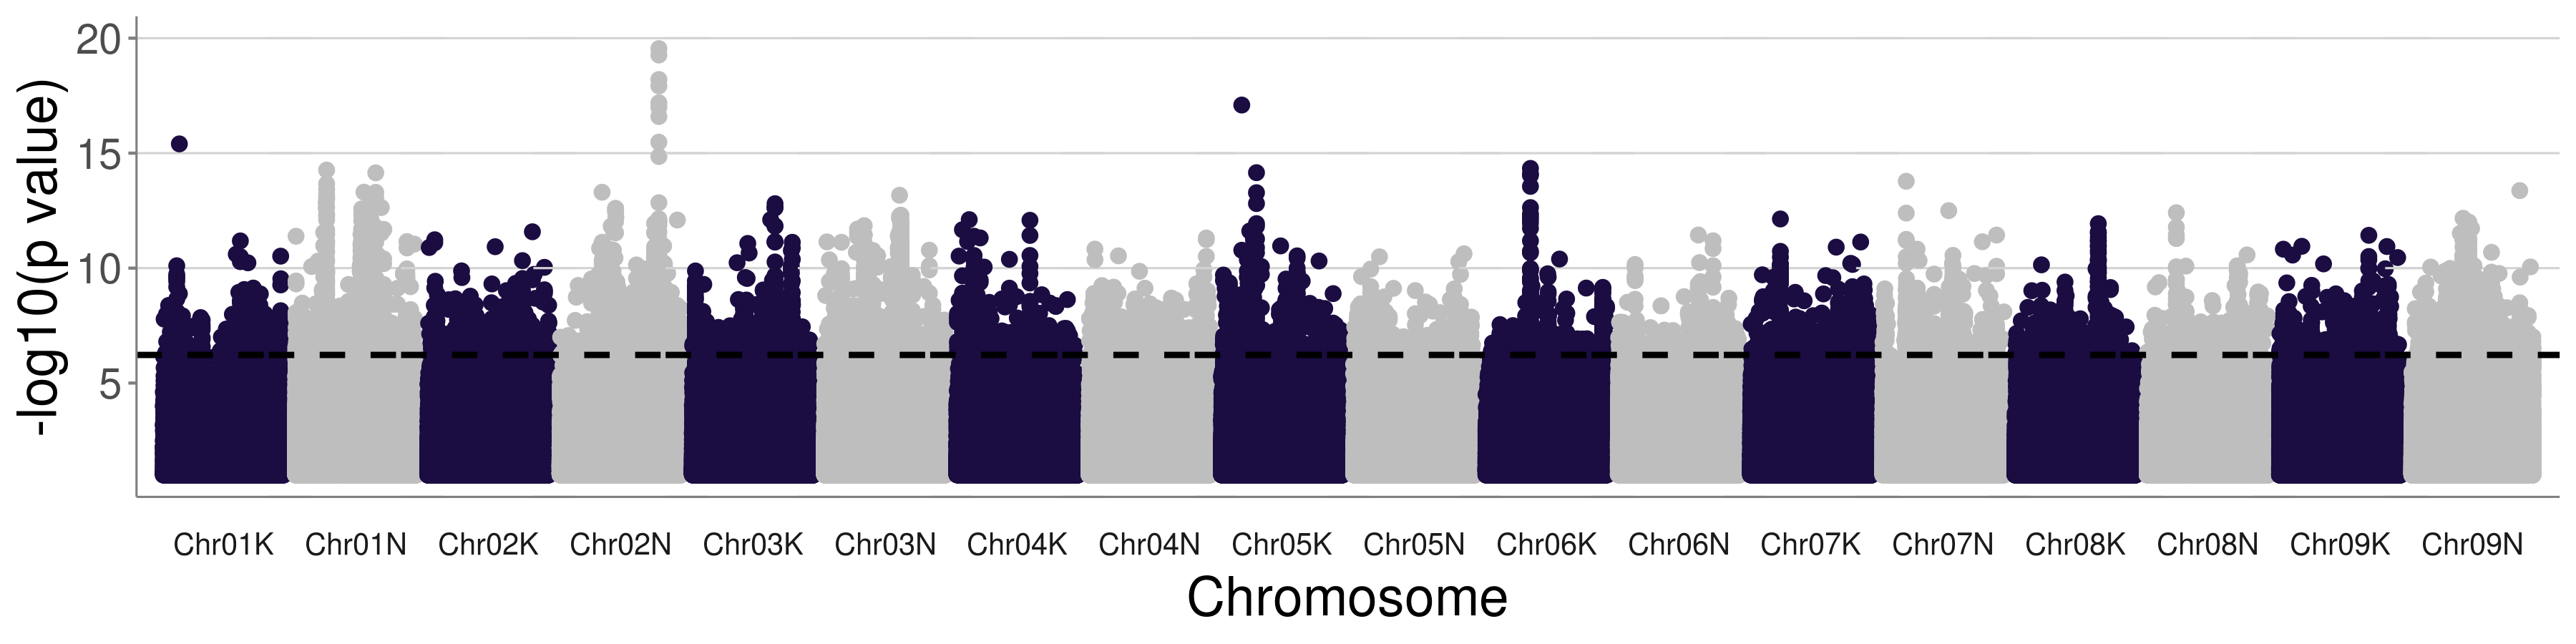 -log10(p value)
20
15
10
5
Chr01K Chr01N Chr02K Chr02N Chr03K Chr03N Chr04K Chr04N Chr05K Chr05N Chr06K Chr06N Chr07K Chr07N Chr08K Chr08N Chr09K Chr09N
Chromosome